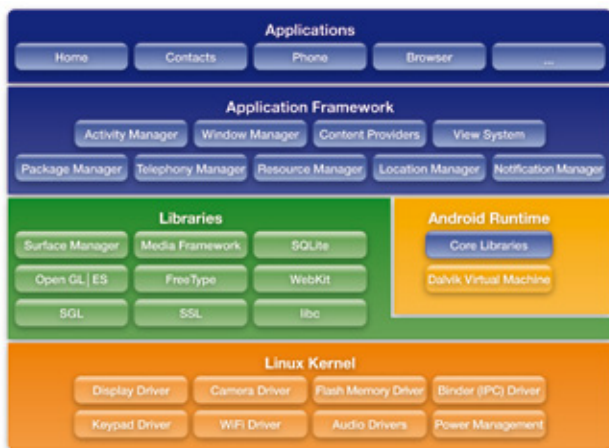 Applications
Home Contacts Phone Browser ...
Application Framework
Activity Manager Window Manager Content Providers View System
Package Manager Telephony Manager Resource Manager Location Manager Notification Manager
Libraries
Surface Manager Media Framework SQLite
Open GL|ES FreeType WebKit
SGL SSL libc
Android Runtime
Core Libraries
Dalvik Virtual Machine
Linux Kernel
Display Driver Camera Driver Flash Memory Driver Binder (IPC) Driver
Keypad Driver WiFi Driver Audio Drivers Power Management